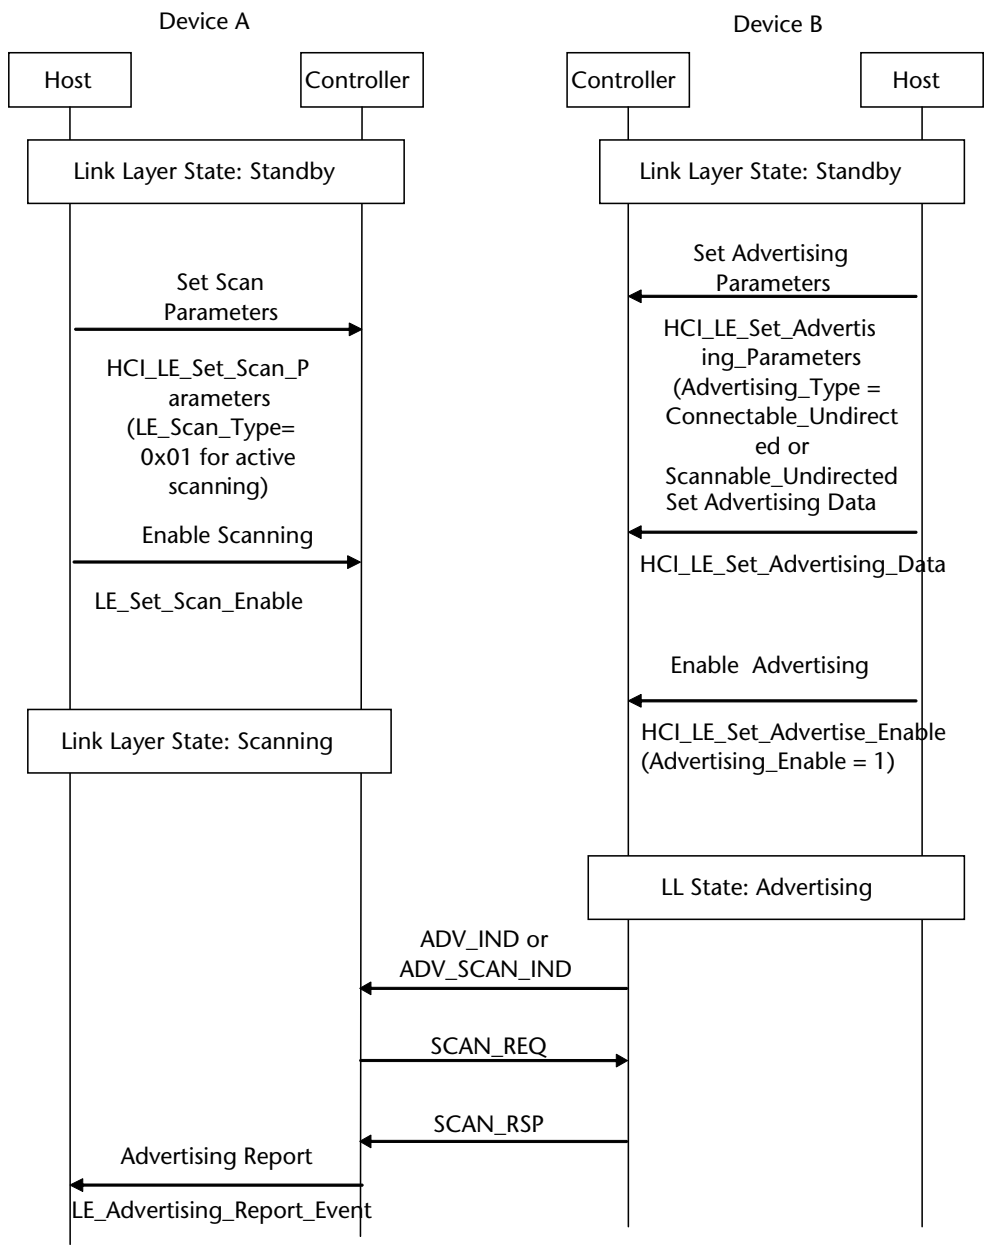 Device A
Device B
Host
Controller
Controller
Host
Link Layer State: Standby
Link Layer State: Standby
Set Advertising
Parameters
Set Scan
Parameters
HCI_LE_Set_Advertis
ing_Parameters
(Advertising_Type =
Connectable_Undirect
ed or
Scannable_Undirected
HCI_LE_Set_Scan_P
arameters
(LE_Scan_Type=
0x01 for active
scanning)
Set Advertising Data
Enable Scanning
HCI_LE_Set_Advertising_Data
LE_Set_Scan_Enable
Enable Advertising
Link Layer State: Scanning
HCI_LE_Set_Advertise_Enable
(Advertising_Enable = 1)
LL State: Advertising
ADV_IND or
ADV_SCAN_IND
SCAN_REQ
SCAN_RSP
Advertising Report
LE_Advertising_Report_Event